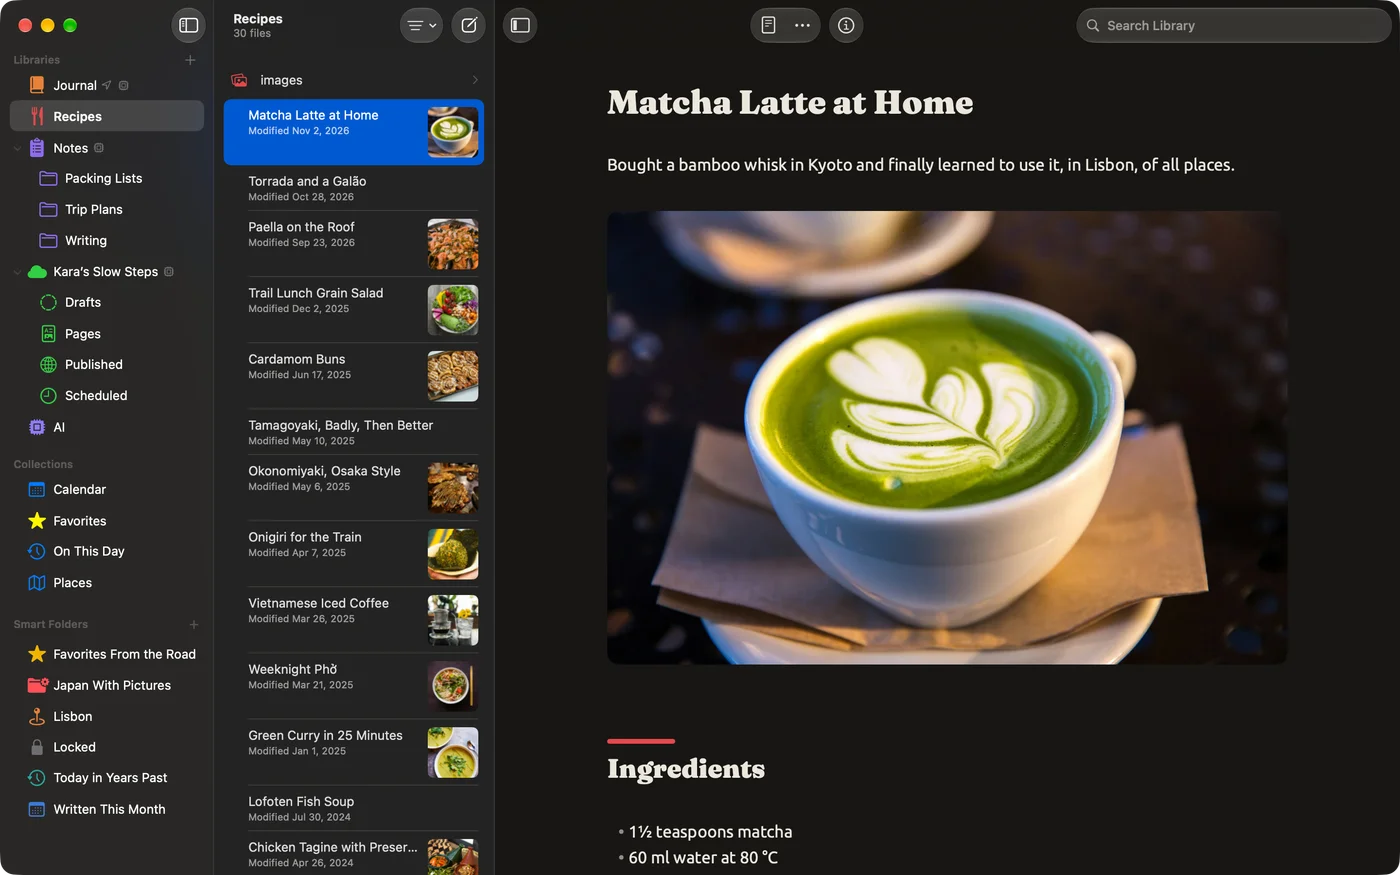 Libraries
Journal
Recipes
Notes
Packing Lists
Trip Plans
Writing
Kara’s Slow Steps
Drafts
Pages
Published
Scheduled
AI
Collections
Calendar
Favorites
On This Day
Places
Smart Folders
Favorites From the Road
Japan With Pictures
Lisbon
Locked
Today in Years Past
Written This Month
Recipes
30 files
images
Matcha Latte at Home
Modified Nov 2, 2026
Torrada and a Galão
Modified Oct 28, 2026
Paella on the Roof
Modified Sep 23, 2026
Trail Lunch Grain Salad
Modified Dec 2, 2025
Cardamom Buns
Modified Jun 17, 2025
Tamagoyaki, Badly, Then Better
Modified May 10, 2025
Okonomiyaki, Osaka Style
Modified May 6, 2025
Onigiri for the Train
Modified Apr 7, 2025
Vietnamese Iced Coffee
Modified Mar 26, 2025
Weeknight Phở
Modified Mar 21, 2025
Green Curry in 25 Minutes
Modified Jan 1, 2025
Lofoten Fish Soup
Modified Jul 30, 2024
Chicken Tagine with Preser...
Modified Apr 26, 2024
Search Library
Matcha Latte at Home
Bought a bamboo whisk in Kyoto and finally learned to use it, in Lisbon, of all places.
Ingredients
• 1½ teaspoons matcha
• 60 ml water at 80 °C